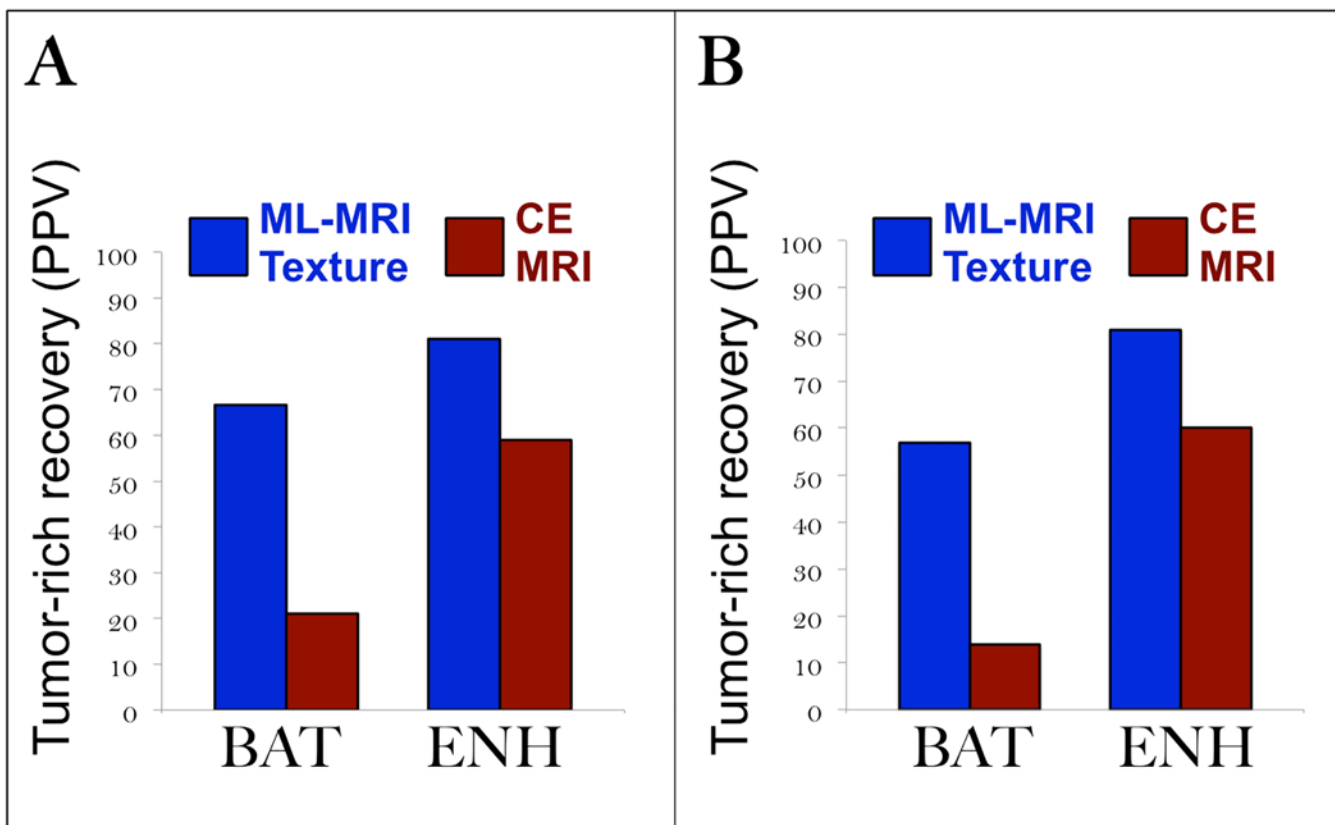 A
Tumor-rich recovery (PPV)
ML-MRI
Texture
CE
MRI
100
90
80
70
60
50
40
30
20
10
0
BAT
ENH
B
Tumor-rich recovery (PPV)
ML-MRI
Texture
CE
MRI
100
90
80
70
60
50
40
30
20
10
0
BAT
ENH